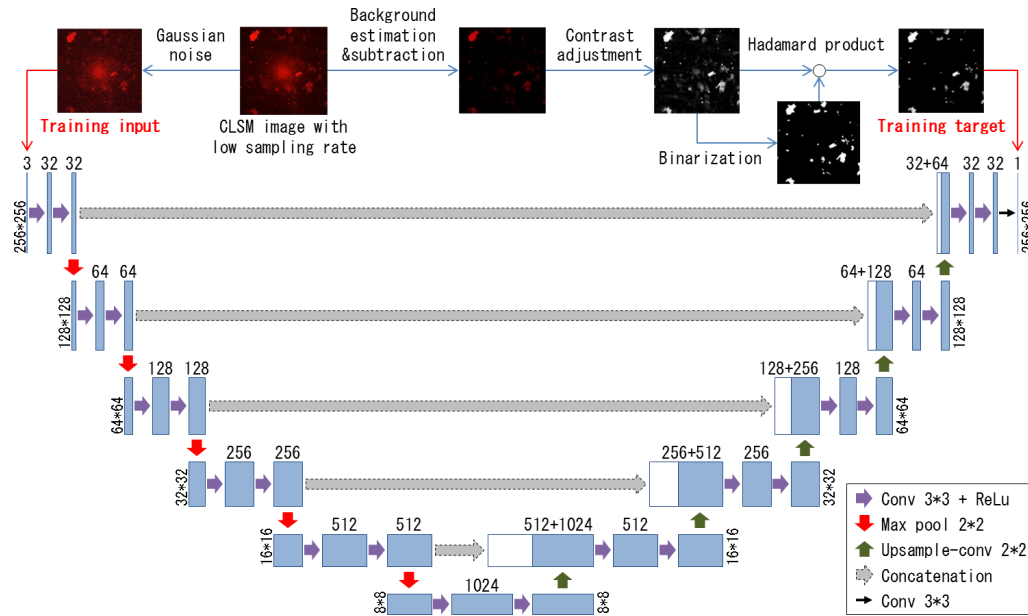 Gaussian
noise
Background
estimation
&subtraction
Contrast
adjustment
Hadamard product
Training input
CLSM image with
low sampling rate
Binarization
Training target
3 32 32
256*256
32+64 32 32 1
256*256
64 64
128*128
64+128 64
128*128
128 128
64*64
128+256 128
64*64
256 256
32*32
256+512 256
32*32
512 512
16*16
512+1024 512
16*16
1024
8*8
8*8
Conv 3*3 + ReLu
Max pool 2*2
Upsample-conv 2*2
Concatenation
Conv 3*3